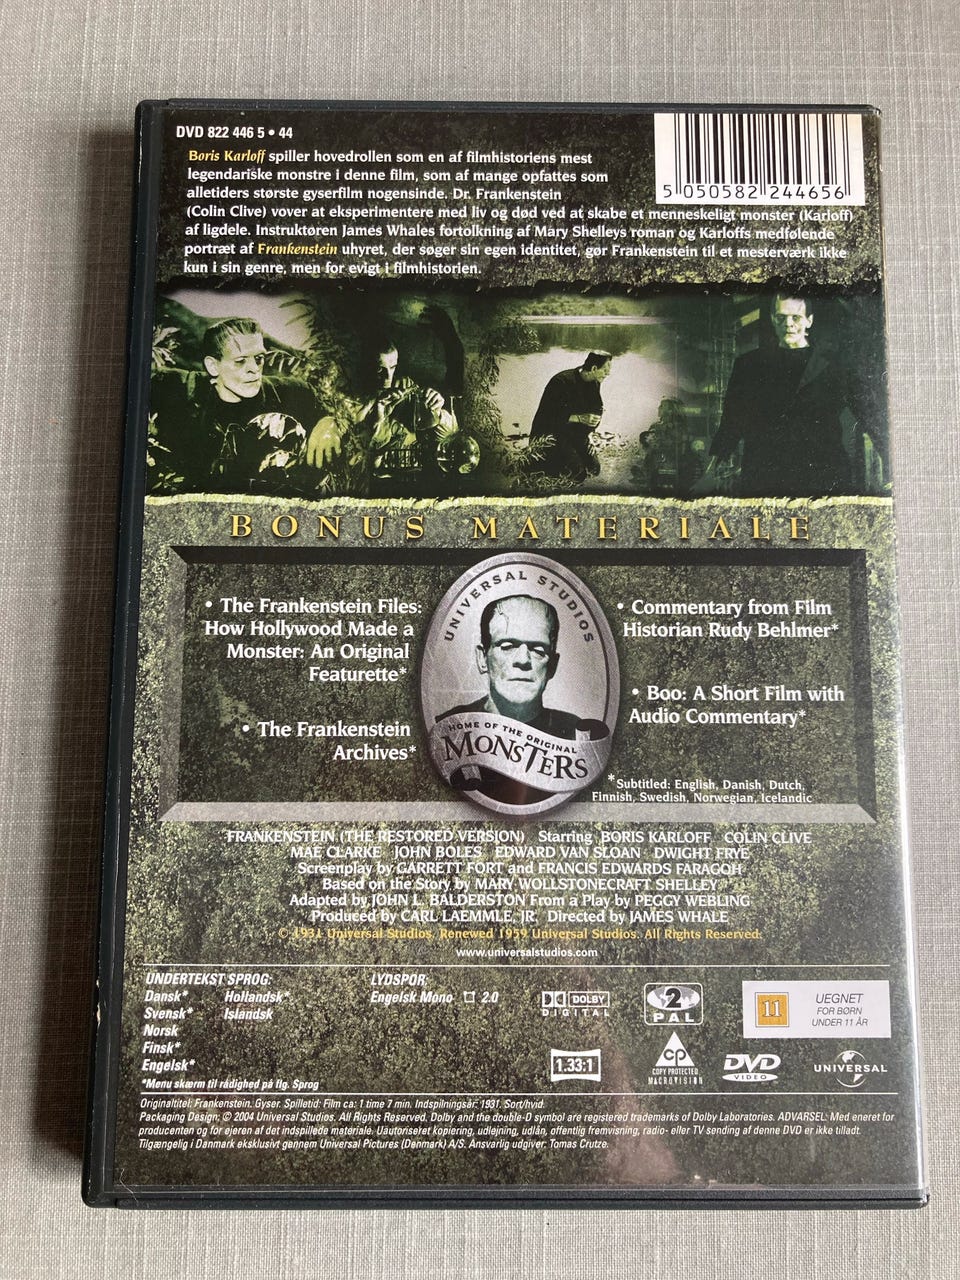 DVD 822 446 5 • 44
5 050582 244656
Boris Karloff spiller hovedrollen som en af filmhistoriens mest
legendariske monstre i denne film, som af mange opfattes som
alletiders største gyserfilm nogensinde. Dr. Frankenstein
(Colin Clive) vover at eksperimentere med liv og død ved at skabe et menneskeligt monster (Karloff)
af ligdele. Instruktøren James Whales fortolkning af Mary Shelleys roman og Karloffs medfølende
portræt af Frankenstein uhyret, der søger sin egen identitet, gør Frankenstein til et mesterværk ikke
kun i sin genre, men for evigt i filmhistorien.
BONUS MATERIALE
• The Frankenstein Files:
How Hollywood Made a
Monster: An Original
Featurette*
• The Frankenstein
Archives*
UNIVERSAL STUDIOS
HOME OF THE ORIGINAL
MONSTERS
• Commentary from Film
Historian Rudy Behlmer*
• Boo: A Short Film with
Audio Commentary*
*Subtitled: English, Danish, Dutch,
Finnish, Swedish, Norwegian, Icelandic
FRANKENSTEIN (THE RESTORED VERSION) Starring BORIS KARLOFF COLIN CLIVE
MAE CLARKE JOHN BOLES EDWARD VAN SLOAN DWIGHT FRYE
Screenplay by GARRETT FORT and FRANCIS EDWARDS FARAGOH
Based on the Story by MARY WOLLSTONECRAFT SHELLEY
Adapted by JOHN L. BALDERSTON From a Play by PEGGY WEBLING
Produced by CARL LAEMMLE, JR. Directed by JAMES WHALE
© 1931 Universal Studios. Renewed 1959 Universal Studios. All Rights Reserved.
www.universalstudios.com
UNDERTEKST SPROG:
Dansk* Hollandsk*
Svensk* Islandsk
Norsk
Finsk*
Engelsk*
*Menu skærm til rådighed på flg. Sprog
LYDSPOR:
Engelsk Mono 2.0
DOLBY
DIGITAL
2
PAL
11
UEGNET
FOR BØRN
UNDER 11 ÅR
1.33:1
CP
COPY PROTECTED
MACROVISION
DVD
VIDEO
UNIVERSAL
Originaltitel: Frankenstein. Gyser. Spilletid: Film ca: 1 time 7 min. Indspilningsår: 1931. Sort/hvid.
Packaging Design: © 2004 Universal Studios. All Rights Reserved. Dolby and the double-D symbol are registered trademarks of Dolby Laboratories. ADVARSEL: Med eneret for
producenten og for ejeren af det indspillede materiale. Uautoriseret kopiering, udlejning, udlån, offentlig fremvisning, radio- eller TV sending af denne DVD er ikke tilladt.
Tilgængelig i Danmark eksklusivt gennem Universal Pictures (Denmark) A/S. Ansvarlig udgiver: Tomas Crutze.